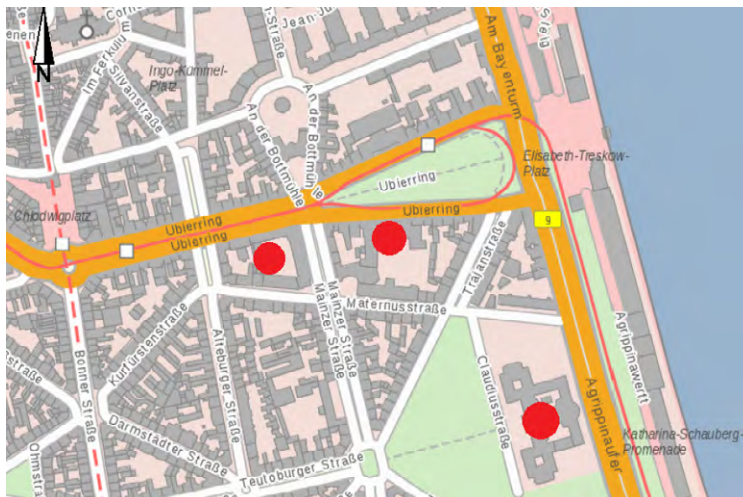 Im Ferkulum
Silvanstraße
Ingo-Kümmel-
Platz
N
An der Bottmühle
An der Bottmühle
Am Bayenturm
Elisabeth-Treskow-
Platz
Ubierring
Chlodwigplatz
Ubierring
Ubierring
Ubierring
9
Trajanstraße
Maternusstraße
Mainzer Straße
Mainzer Straße
Kurfürstenstraße
Alteburger Straße
Bonner Straße
Darmstädter Straße
Teutoburger Straße
Claudiusstraße
Agrippinawerft
Agrippinaufer
Katharina-Schauberg-
Promenade